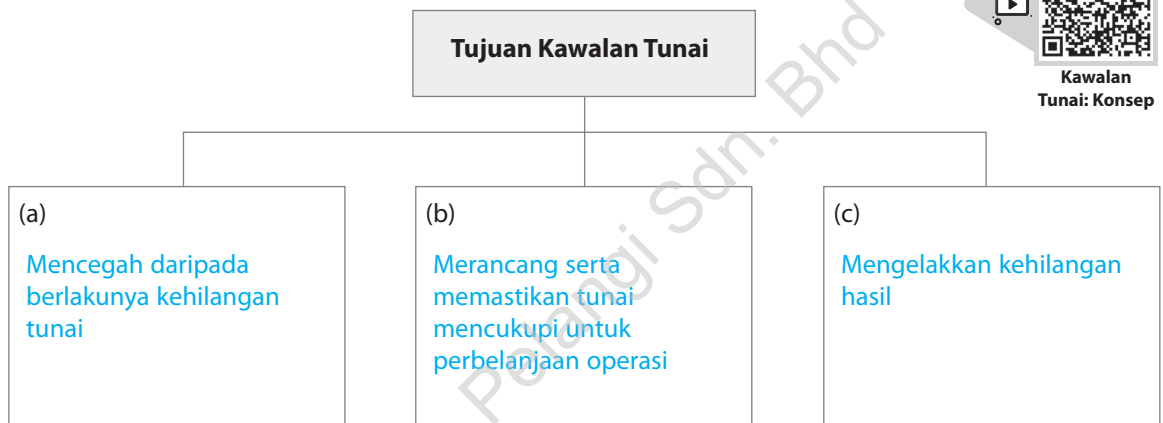 Tujuan Kawalan Tunai
Kawalan
Tunai: Konsep
(a)
Mencegah daripada
berlakunya kehilangan
tunai
(b)
Merancang serta
memastikan tunai
mencukupi untuk
perbelanjaan operasi
(c)
Mengelakkan kehilangan
hasil
Pelangi Sdn. Bhd